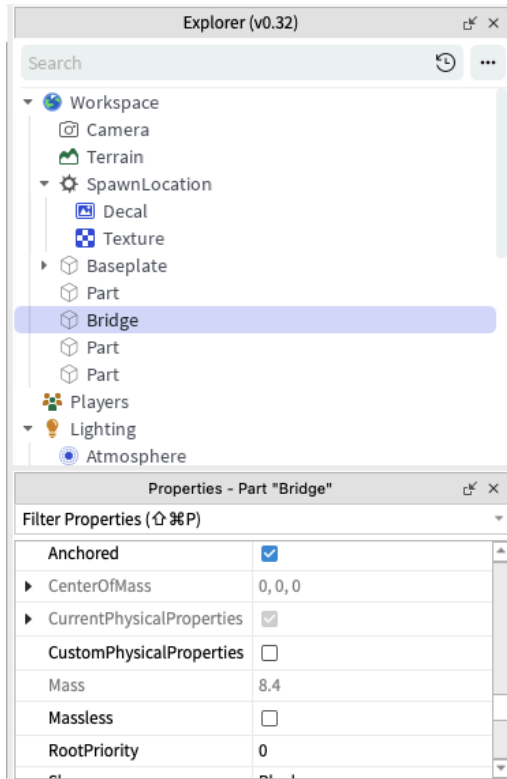 Explorer (v0.32)
Search
Workspace
Camera
Terrain
SpawnLocation
Decal
Texture
Baseplate
Part
Bridge
Part
Part
Players
Lighting
Atmosphere
Properties - Part "Bridge"
Filter Properties (⇧⌘P)
Anchored
CenterOfMass 0, 0, 0
CurrentPhysicalProperties
CustomPhysicalProperties
Mass 8.4
Massless
RootPriority 0